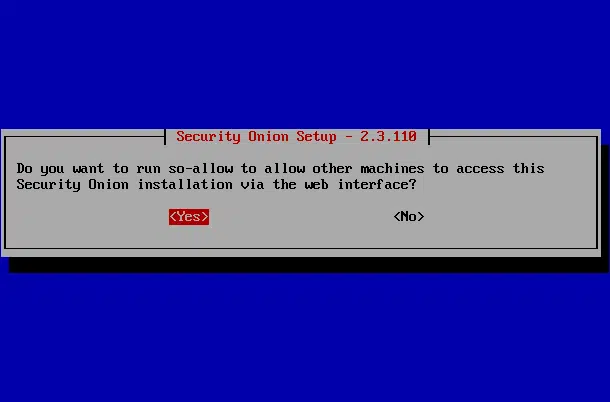 Security Onion Setup - 2.3.110
Do you want to run so-allow to allow other machines to access this
Security Onion installation via the web interface?
<Yes> <No>